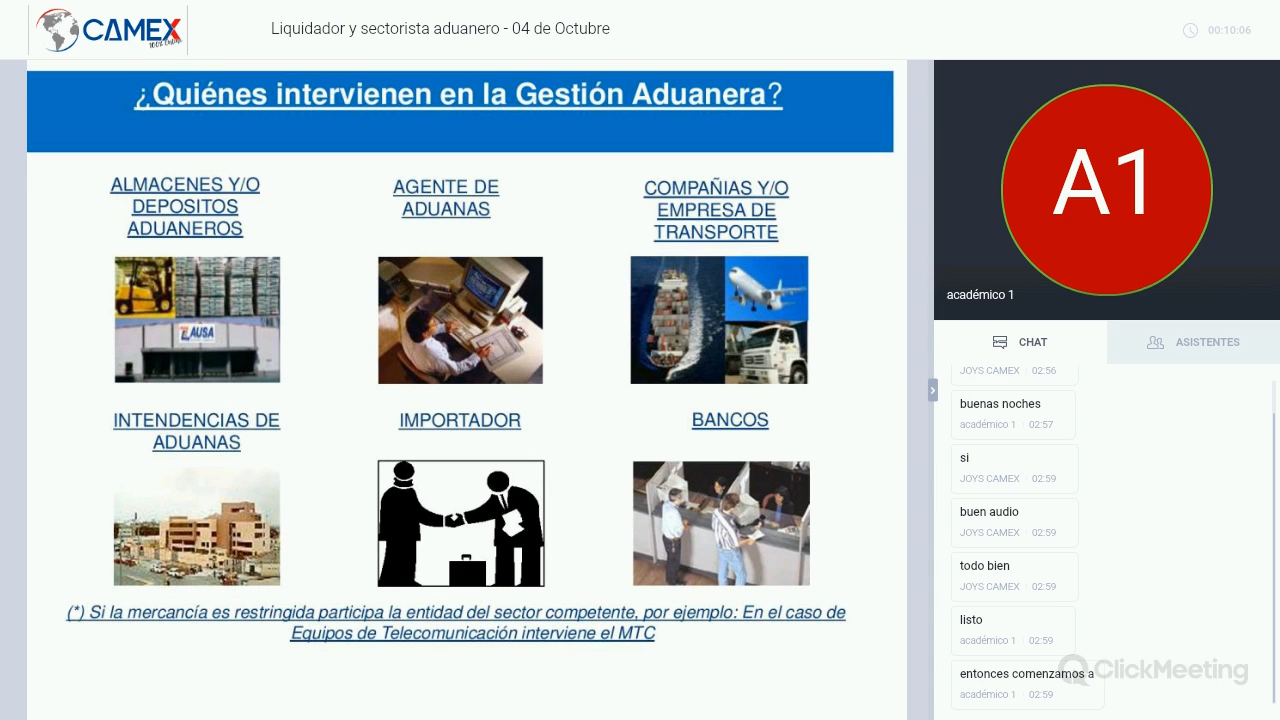 CAMEX
100% Online
Liquidador y sectorista aduanero - 04 de Octubre
00:10:06
¿Quiénes intervienen en la Gestión Aduanera?
ALMACENES Y/O
DEPOSITOS
ADUANEROS
AGENTE DE
ADUANAS
COMPAÑIAS Y/O
EMPRESA DE
TRANSPORTE
LAUSA
INTENDENCIAS DE
ADUANAS
IMPORTADOR
BANCOS
(*) Si la mercancía es restringida participa la entidad del sector competente, por ejemplo: En el caso de
Equipos de Telecomunicación interviene el MTC
A1
académico 1
CHAT
ASISTENTES
JOYS CAMEX 02:56
buenas noches
académico 1 02:57
si
JOYS CAMEX 02:59
buen audio
JOYS CAMEX 02:59
todo bien
JOYS CAMEX 02:59
listo
académico 1 02:59
entonces comenzamos a
académico 1 02:59
ClickMeeting